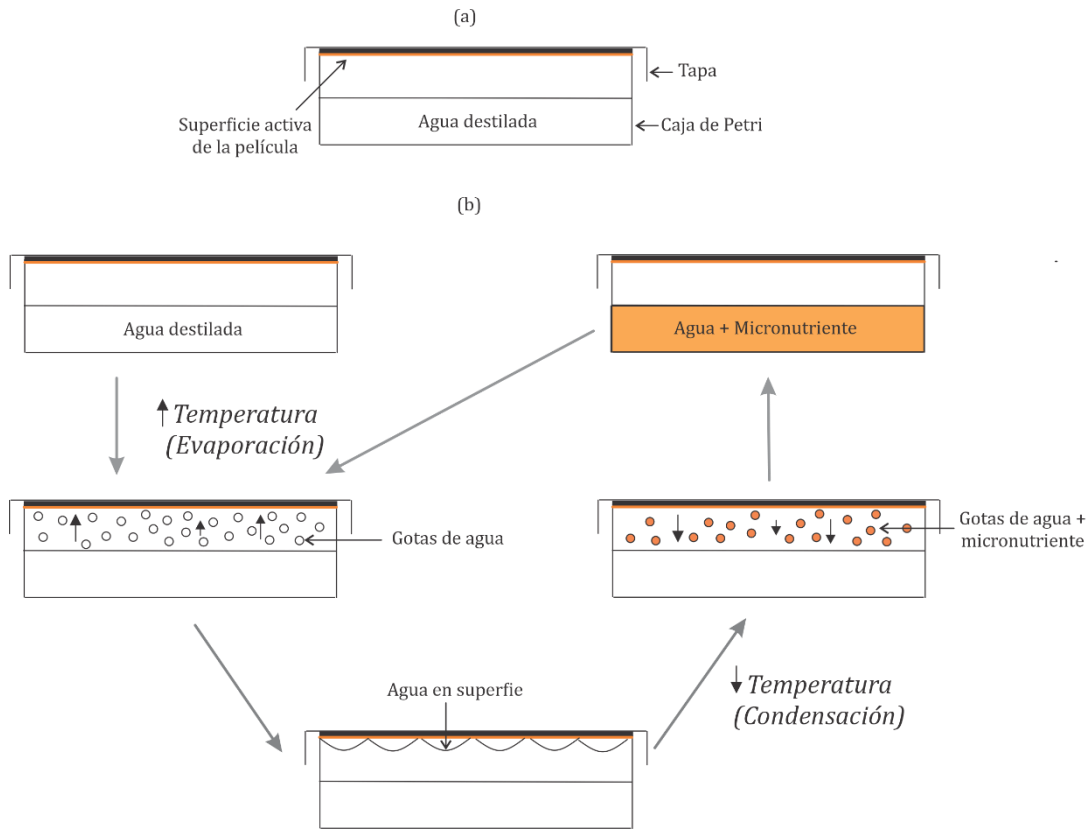 (a)
Tapa
Superficie activa
de la película
Agua destilada
Caja de Petri
(b)
Agua destilada
Agua + Micronutriente
Temperatura
(Evaporación)
Gotas de agua
Gotas de agua +
micronutriente
Agua en superfie
Temperatura
(Condensación)